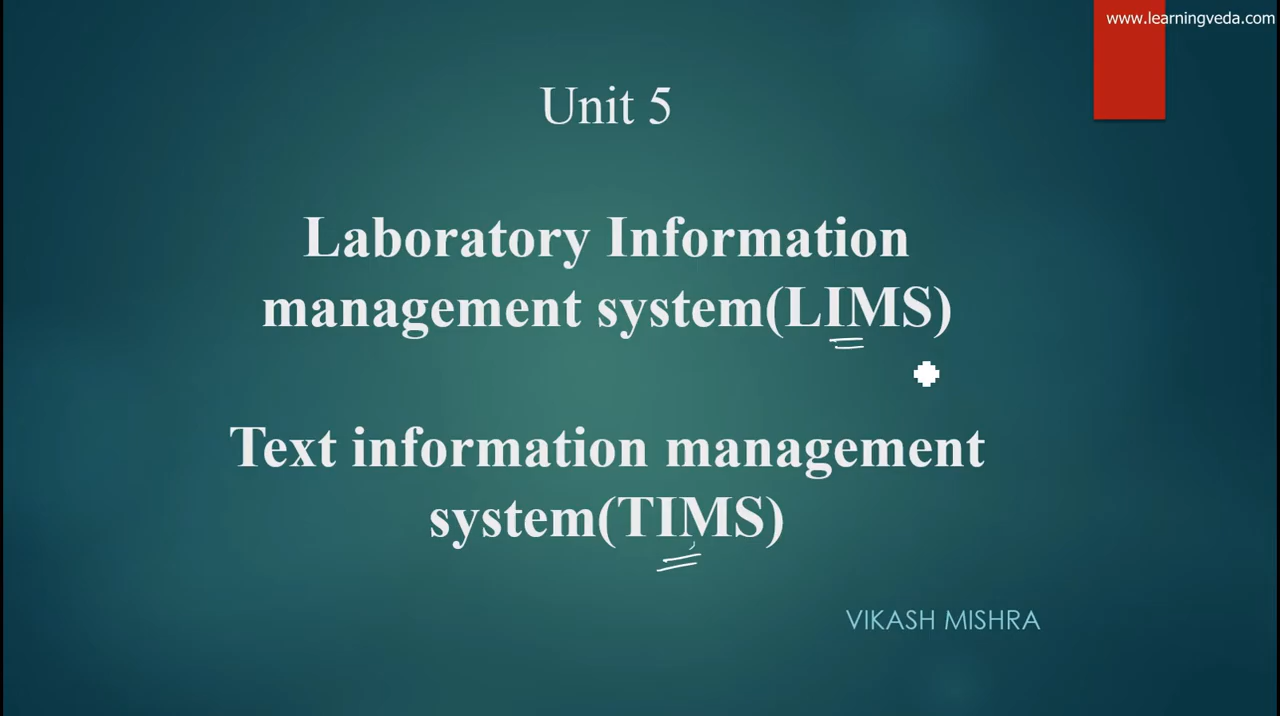 www.learningveda.com
Unit 5
Laboratory Information
management system(LIMS)
Text information management
system(TIMS)
VIKASH MISHRA